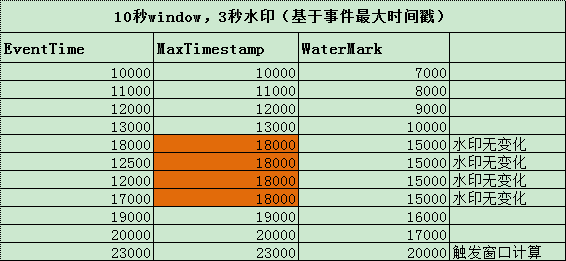 10秒window，3秒水印（基于事件最大时间戳）
EventTime MaxTimestamp WaterMark
10000 10000 7000
11000 11000 8000
12000 12000 9000
13000 13000 10000
18000 18000 15000 水印无变化
12500 18000 15000 水印无变化
12000 18000 15000 水印无变化
17000 18000 15000 水印无变化
19000 19000 16000
20000 20000 17000
23000 23000 20000 触发窗口计算